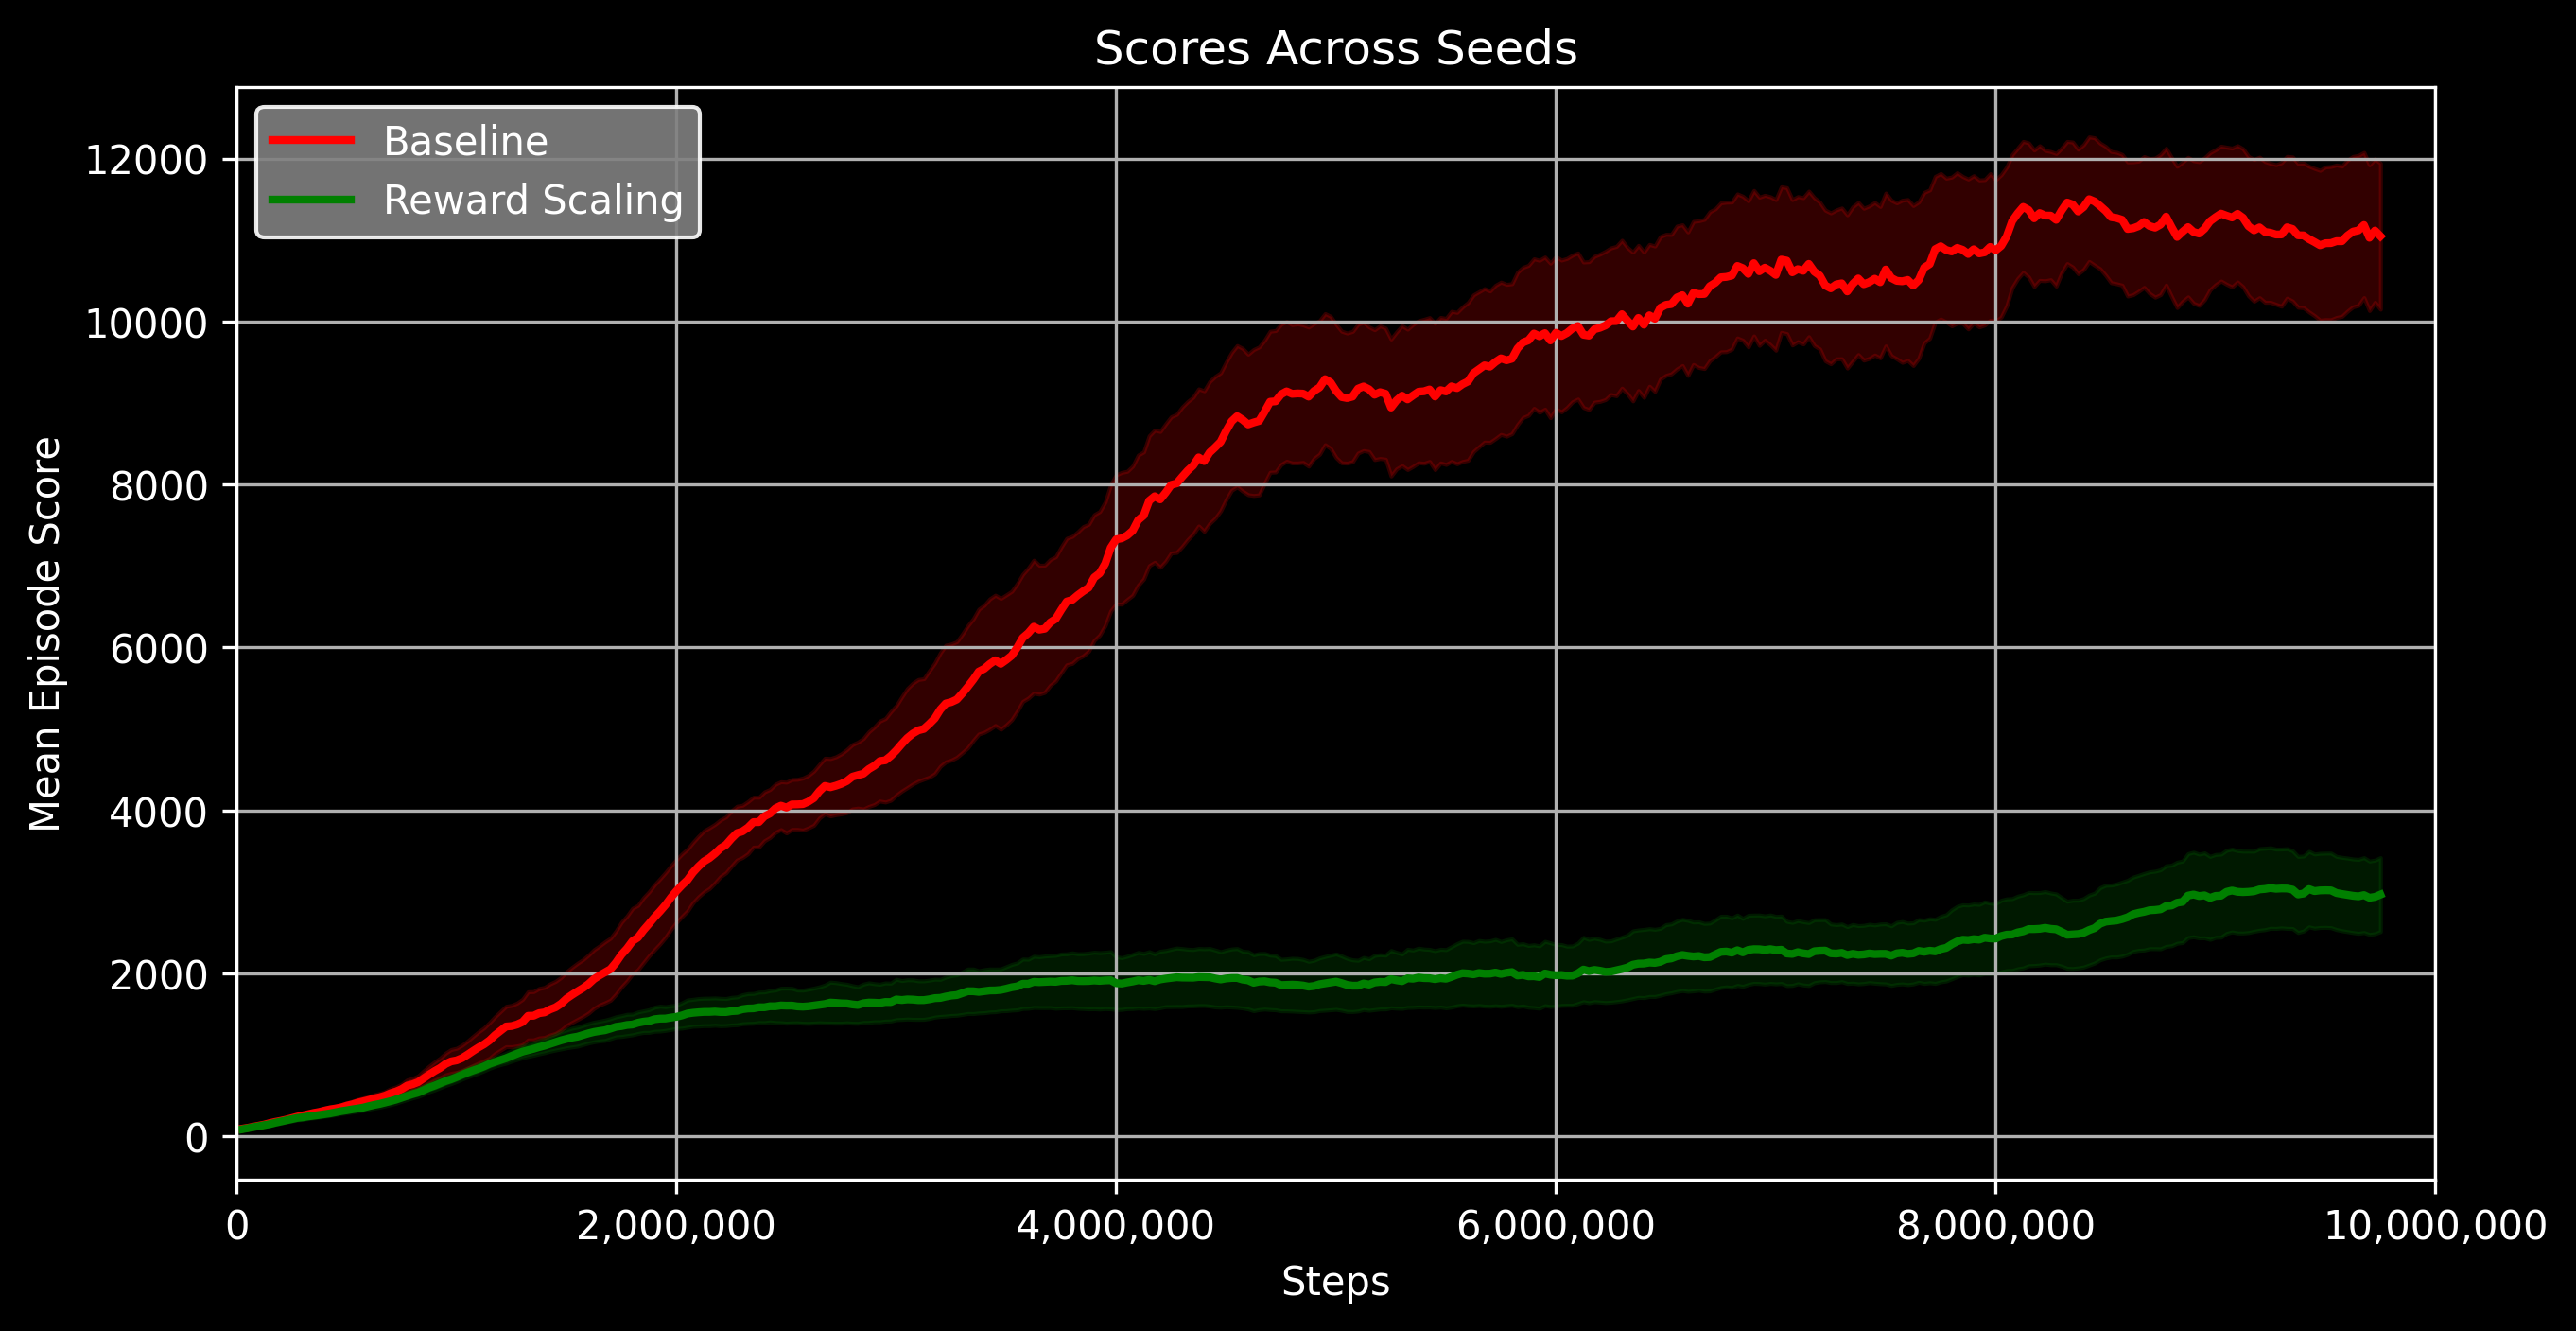 Scores Across Seeds
Baseline
Reward Scaling
12000
10000
8000
6000
4000
2000
0
Mean Episode Score
0
2,000,000
4,000,000
6,000,000
8,000,000
10,000,000
Steps